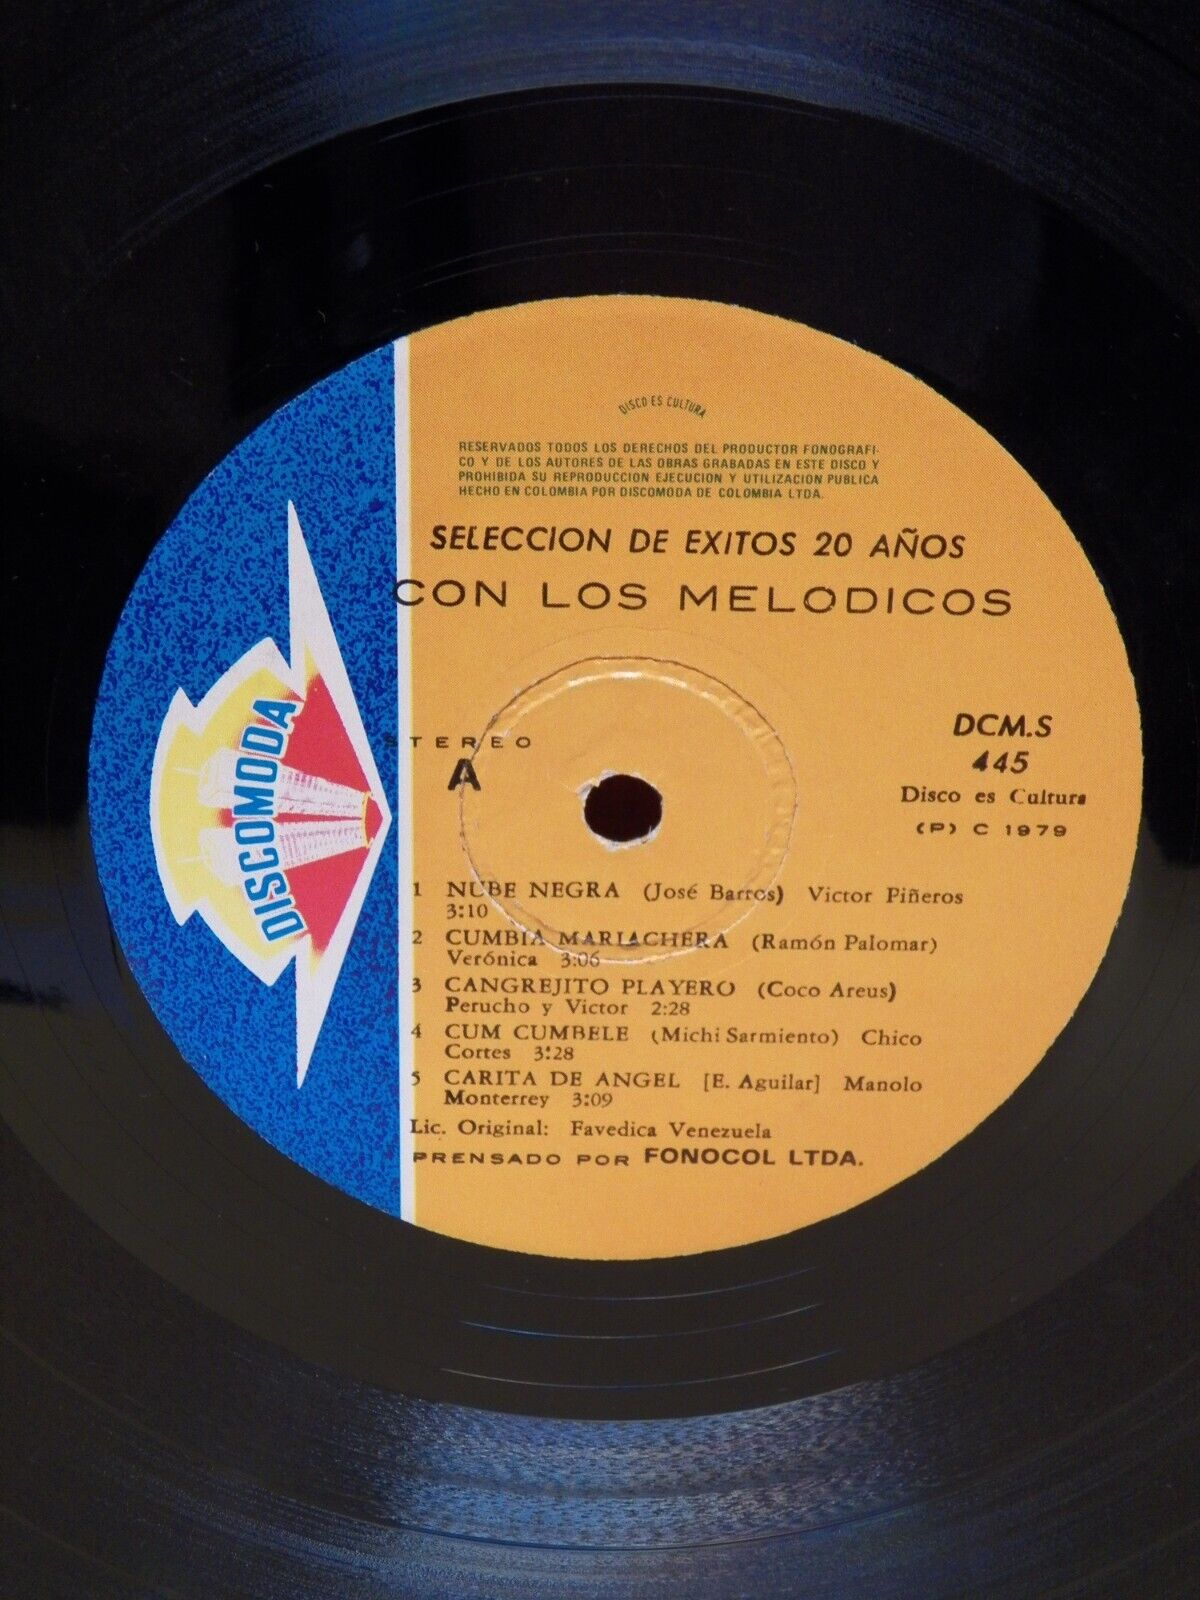 DISCO ES CULTURA
RESERVADOS TODOS LOS DERECHOS DEL PRODUCTOR FONOGRAFI-
CO Y DE LOS AUTORES DE LAS OBRAS GRABADAS EN ESTE DISCO Y
PROHIBIDA SU REPRODUCCION EJECUCION Y UTILIZACION PUBLICA
HECHO EN COLOMBIA POR DISCOMODA DE COLOMBIA LTDA.
SELECCION DE EXITOS 20 AÑOS
CON LOS MELODICOS
DISCOMODA
STEREO
A
DCM.S
445
Disco es Cultura
(P) C 1979
1 NUBE NEGRA (José Barros) Victor Piñeros
3:10
2 CUMBIA MARIACHERA (Ramón Palomar)
Verónica 3:06
3 CANGREJITO PLAYERO (Coco Areus)
Perucho y Victor 2:28
4 CUM CUMBELE (Michi Sarmiento) Chico
Cortes 3:28
5 CARITA DE ANGEL [E. Aguilar] Manolo
Monterrey 3:09
Lic. Original: Favedica Venezuela
PRENSADO POR FONOCOL LTDA.